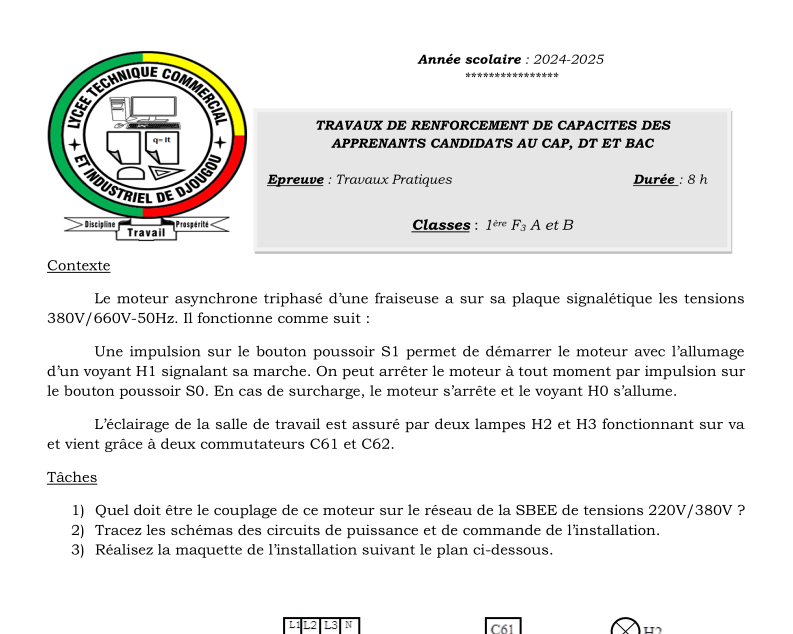 LYCEE TECHNIQUE COMMERCIAL
ET INDUSTRIEL DE DJOUGOU
q= it
Discipline
Travail
Prospérité
Année scolaire : 2024-2025
****************
TRAVAUX DE RENFORCEMENT DE CAPACITES DES
APPRENANTS CANDIDATS AU CAP, DT ET BAC
Epreuve : Travaux Pratiques
Durée : 8 h
Classes : 1ère F3 A et B
Contexte
Le moteur asynchrone triphasé d’une fraiseuse a sur sa plaque signalétique les tensions
380V/660V-50Hz. Il fonctionne comme suit :
Une impulsion sur le bouton poussoir S1 permet de démarrer le moteur avec l’allumage
d’un voyant H1 signalant sa marche. On peut arrêter le moteur à tout moment par impulsion sur
le bouton poussoir S0. En cas de surcharge, le moteur s’arrête et le voyant H0 s’allume.
L’éclairage de la salle de travail est assuré par deux lampes H2 et H3 fonctionnant sur va
et vient grâce à deux commutateurs C61 et C62.
Tâches
1) Quel doit être le couplage de ce moteur sur le réseau de la SBEE de tensions 220V/380V ?
2) Tracez les schémas des circuits de puissance et de commande de l’installation.
3) Réalisez la maquette de l’installation suivant le plan ci-dessous.
L1 L2 L3 N
C61
H2